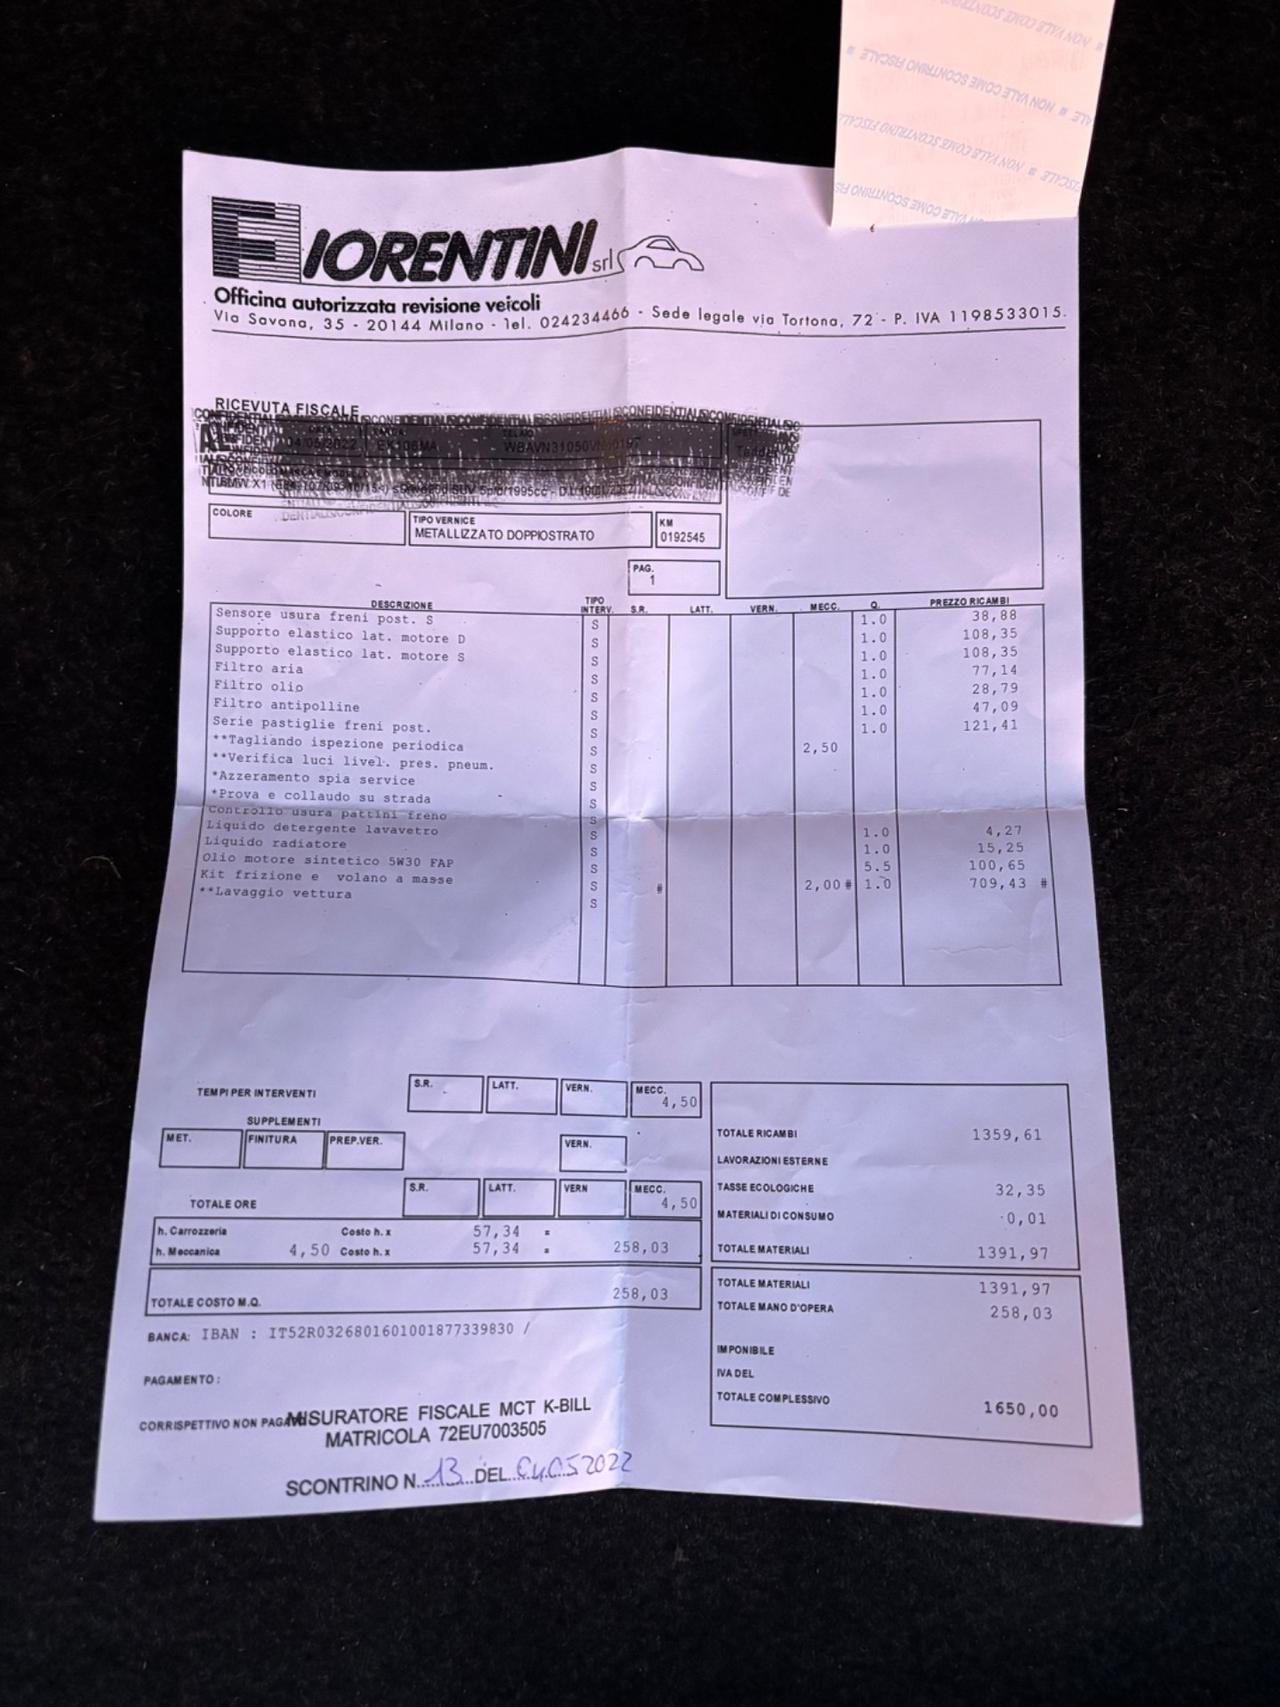 NON VALE COME SCONTRINO FISCALE
NON VALE COME SCONTRINO FISCALE
FIORENTINI srl
Officina autorizzata revisione veicoli
Via Savona, 35 - 20144 Milano - Tel. 024234466 - Sede legale via Tortona, 72 - P. IVA 1198533015.
RICEVUTA FISCALE
COLORE
TIPO VERNICE
METALLIZZATO DOPPIOSTRATO
KM
0192545
PAG.
1
DESCRIZIONE TIPO INTERV. S.R. LATT. VERN. MECC. Q. PREZZO RICAMBI
Sensore usura freni post. S S 1.0 38,88
Supporto elastico lat. motore D S 1.0 108,35
Supporto elastico lat. motore S S 1.0 108,35
Filtro aria S 1.0 77,14
Filtro olio S 1.0 28,79
Filtro antipolline S 1.0 47,09
Serie pastiglie freni post. S 1.0 121,41
**Tagliando ispezione periodica S 2,50
**Verifica luci livel. pres. pneum. S
*Azzeramento spia service S
*Prova e collaudo su strada S
Controllo usura pattini freno S
Liquido detergente lavavetro S 1.0 4,27
Liquido radiatore S 1.0 15,25
Olio motore sintetico 5W30 FAP S 5.5 100,65
Kit frizione e volano a masse S # 2,00# 1.0 709,43 #
**Lavaggio vettura S
TEMPI PER INTERVENTI S.R. LATT. VERN. MECC. 4,50
SUPPLEMENTI
MET. FINITURA PREP.VER. VERN.
TOTALE ORE S.R. LATT. VERN MECC. 4,50
h. Carrozzeria Costo h. x 57,34 =
h. Meccanica 4,50 Costo h. x 57,34 = 258,03
TOTALE COSTO M.O. 258,03
TOTALE RICAMBI 1359,61
LAVORAZIONI ESTERNE
TASSE ECOLOGICHE 32,35
MATERIALI DI CONSUMO 0,01
TOTALE MATERIALI 1391,97
TOTALE MATERIALI 1391,97
TOTALE MANO D'OPERA 258,03
IMPONIBILE
IVA DEL
TOTALE COMPLESSIVO 1650,00
BANCA: IBAN : IT52R0326801601001877339830 /
PAGAMENTO :
CORRISPETTIVO NON
MISURATORE FISCALE MCT K-BILL
MATRICOLA 72EU7003505
SCONTRINO N. 13 DEL 04052022